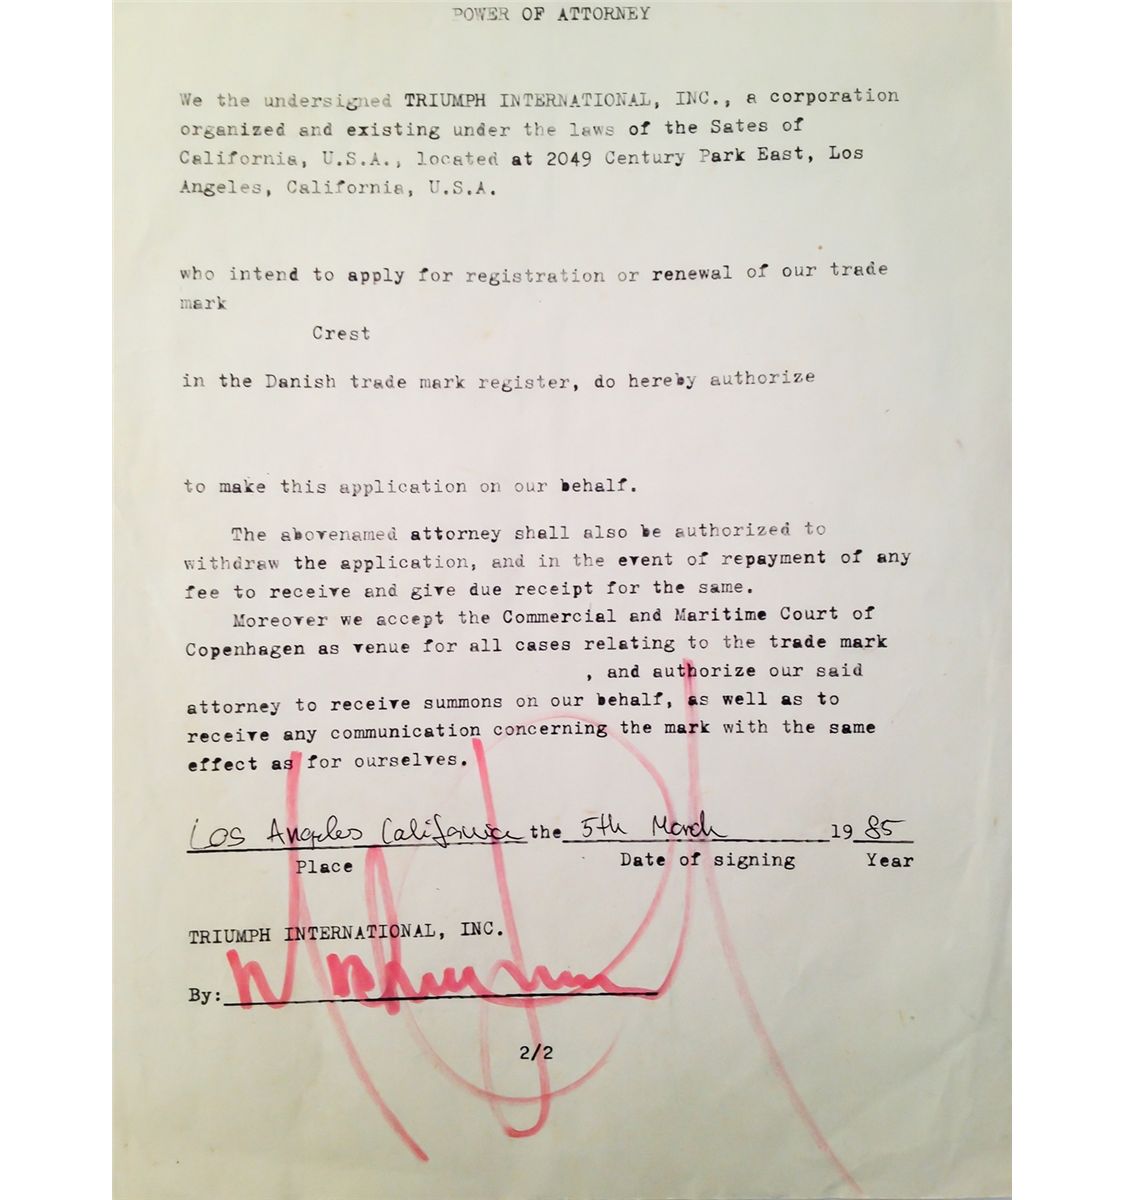 POWER OF ATTORNEY
We the undersigned TRIUMPH INTERNATIONAL, INC., a corporation
organized and existing under the laws of the Sates of
California, U.S.A., located at 2049 Century Park East, Los
Angeles, California, U.S.A.
who intend to apply for registration or renewal of our trade
mark
Crest
in the Danish trade mark register, do hereby authorize
to make this application on our behalf.
The abovenamed attorney shall also be authorized to
withdraw the application, and in the event of repayment of any
fee to receive and give due receipt for the same.
Moreover we accept the Commercial and Maritime Court of
Copenhagen as venue for all cases relating to the trade mark
, and authorize our said
attorney to receive summons on our behalf, as well as to
receive any communication concerning the mark with the same
effect as for ourselves.
Los Angeles California the 5th March 1985
Place Date of signing Year
TRIUMPH INTERNATIONAL, INC.
By:
2/2